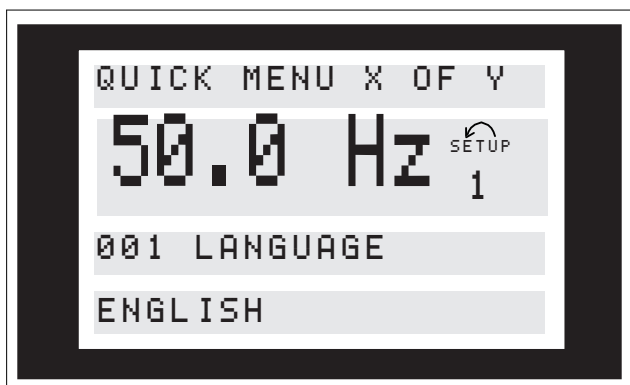 QUICK MENU X OF Y
50.0 Hz
SETUP
1
001 LANGUAGE
ENGLISH